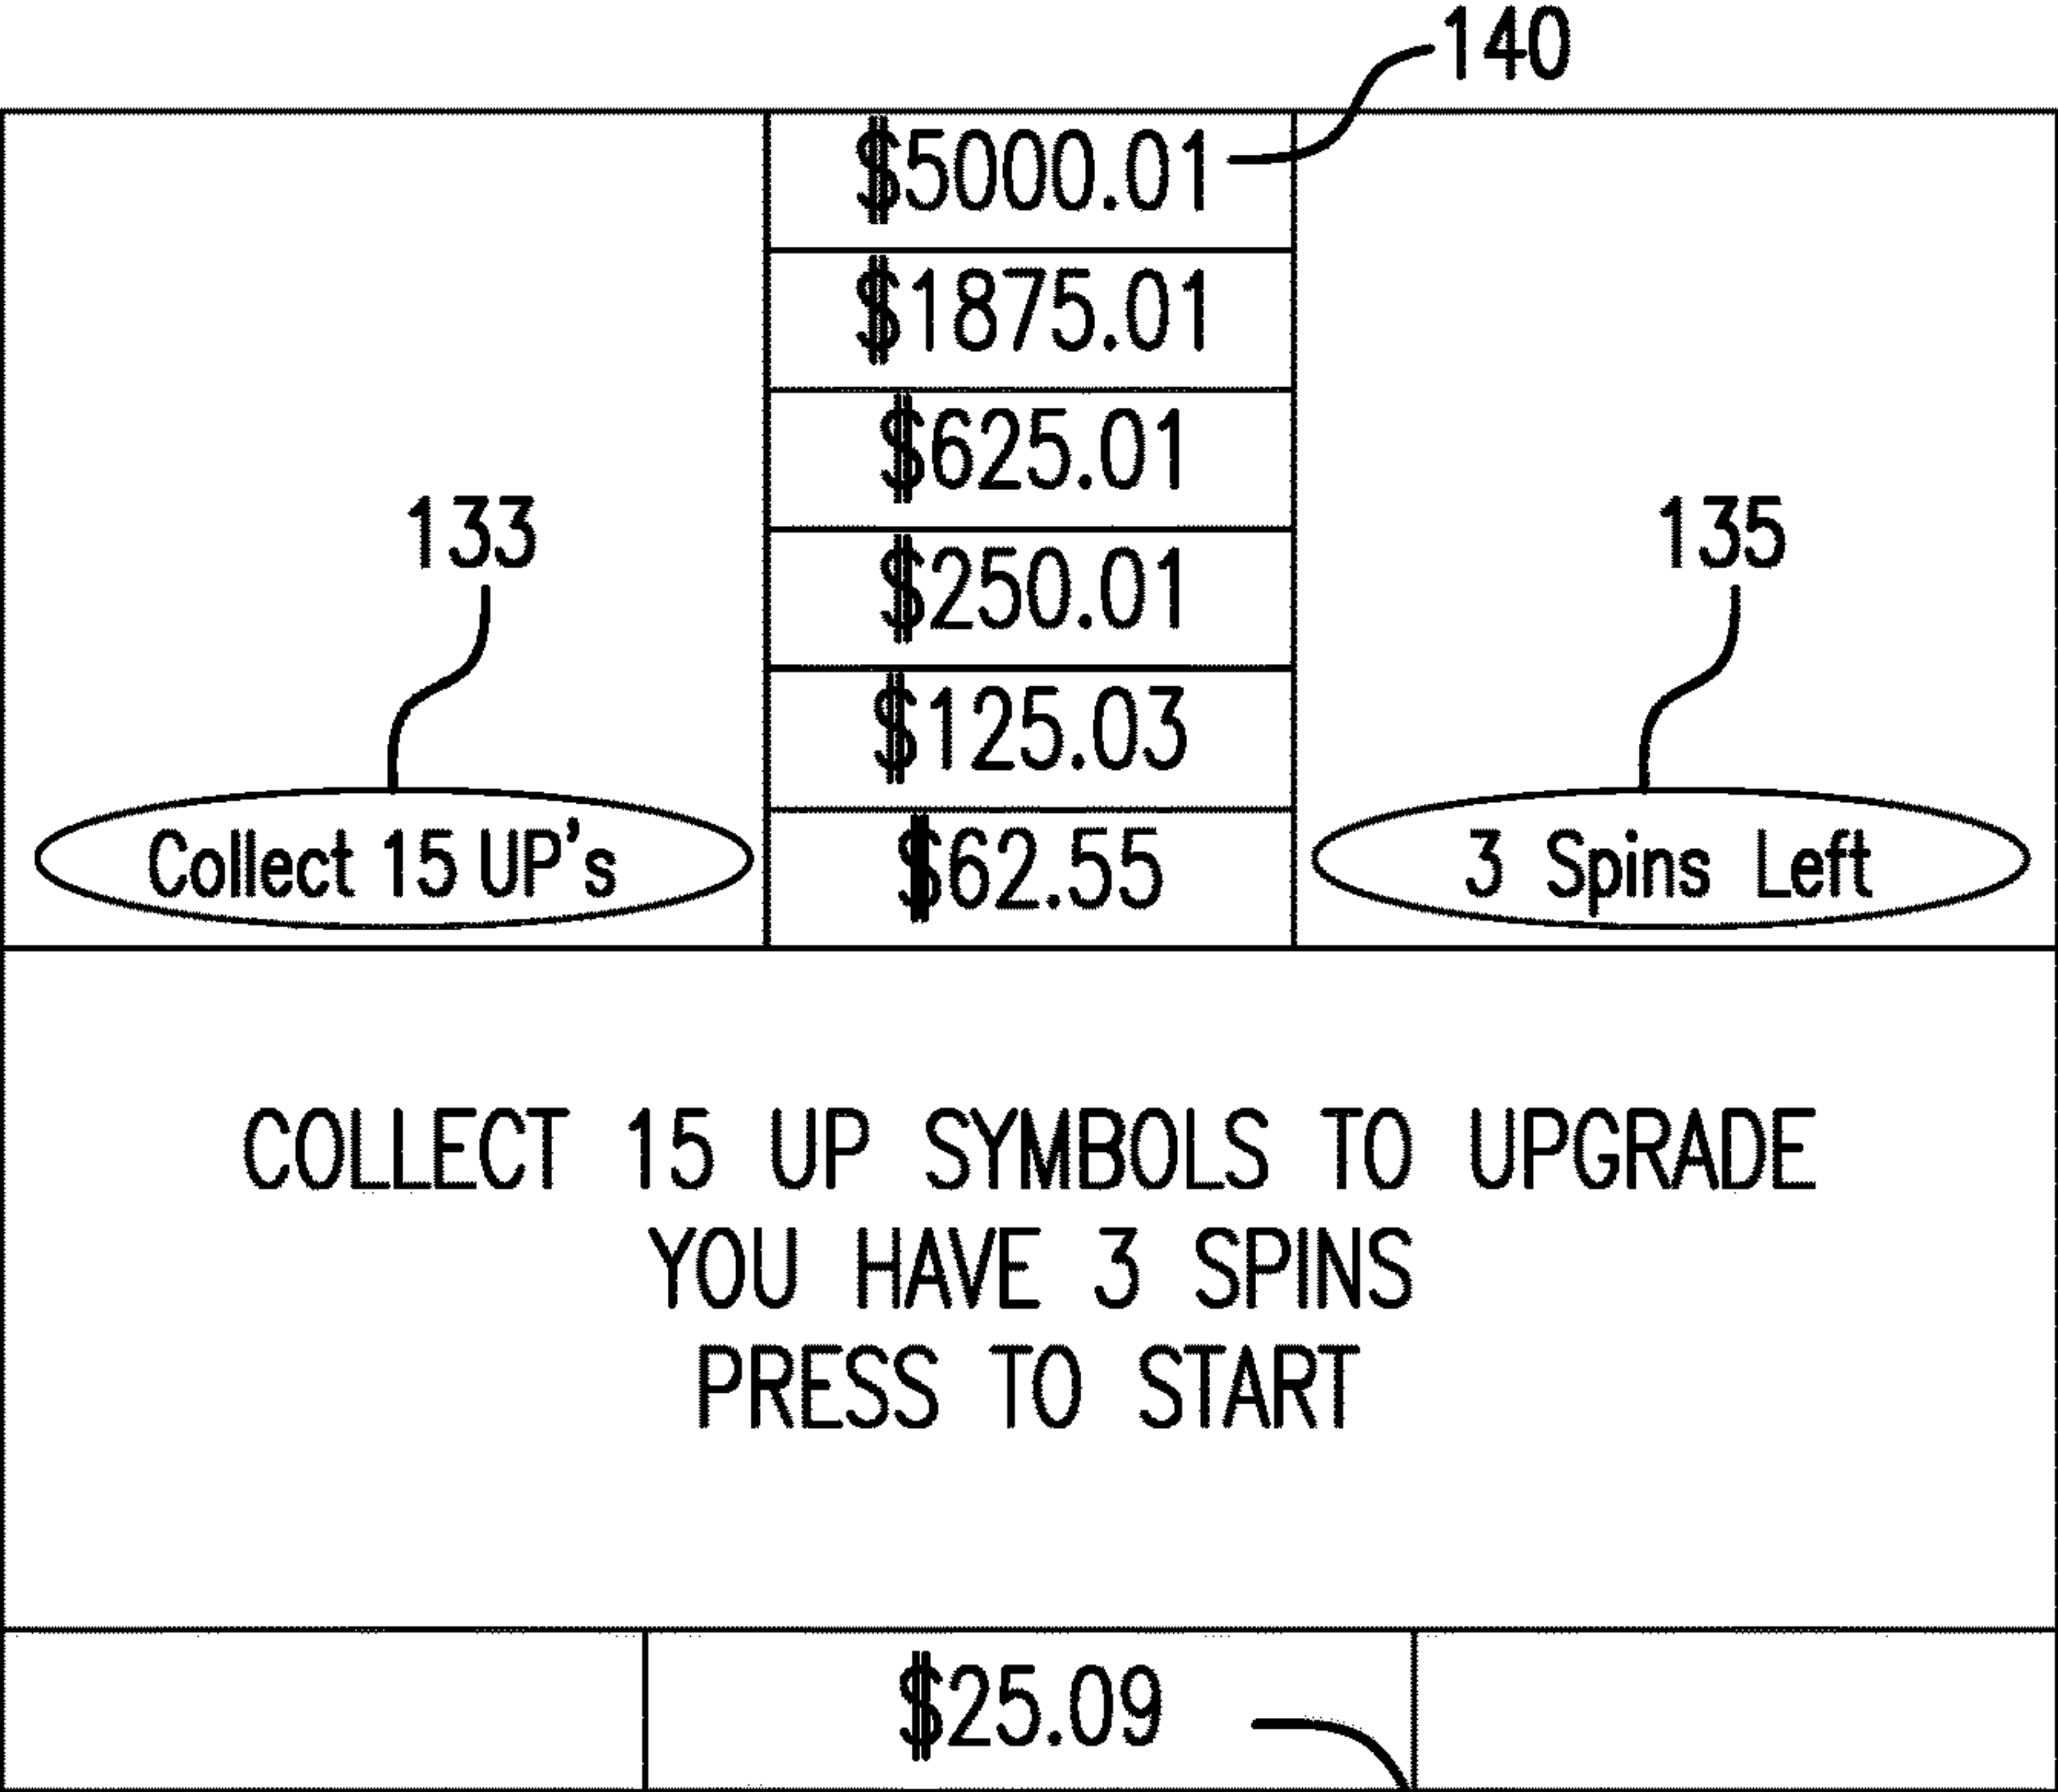 140
$5000.01
$1875.01
$625.01
133
$250.01
135
$125.03
Collect 15 UP's
$62.55
3 Spins Left
COLLECT 15 UP SYMBOLS TO UPGRADE
YOU HAVE 3 SPINS
PRESS TO START
$25.09